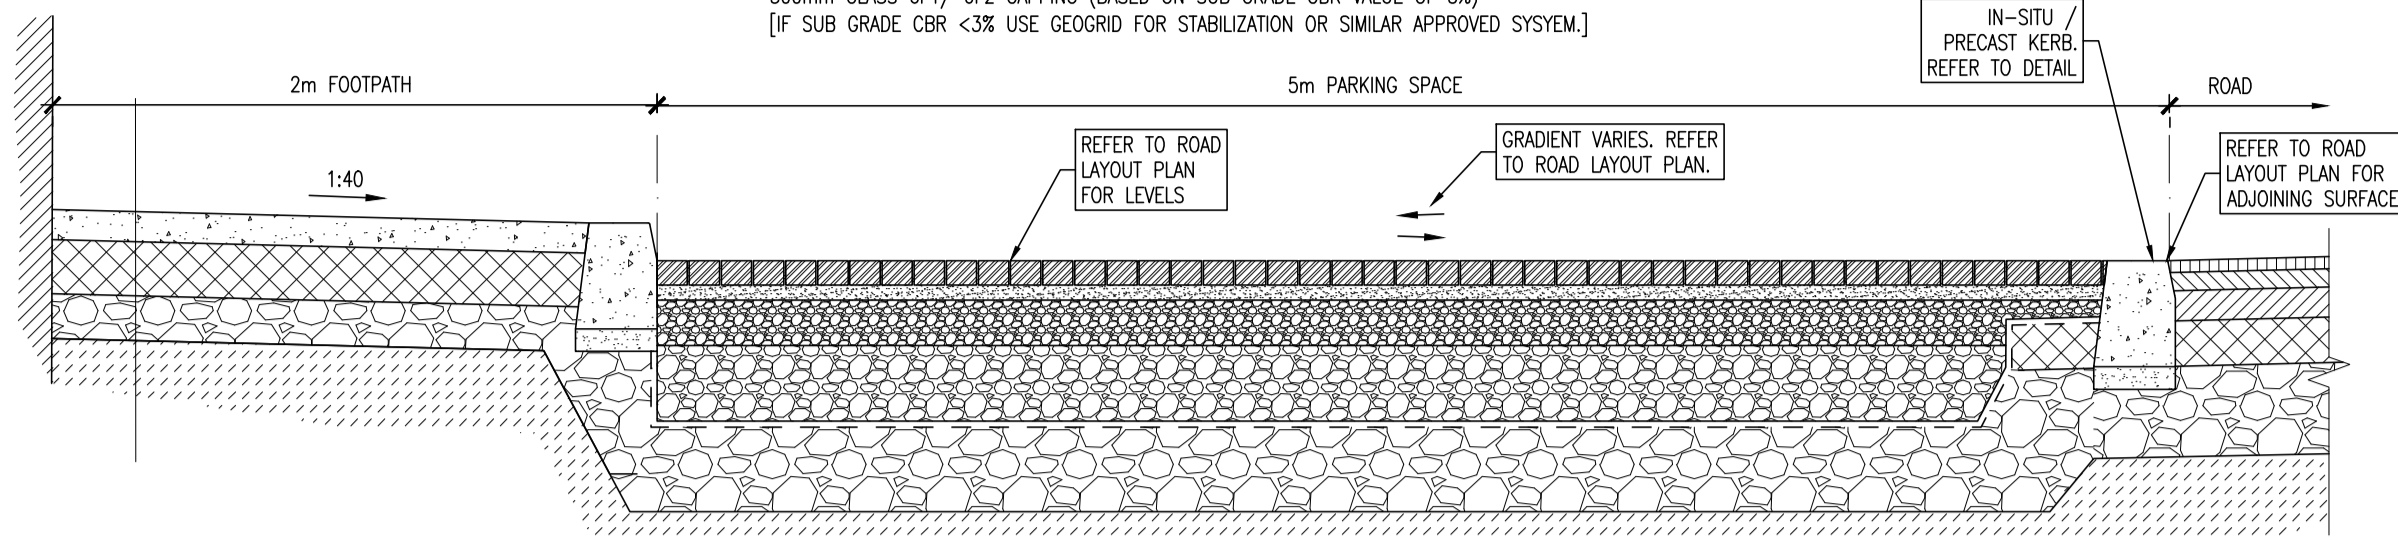 [IF SUB GRADE CBR <3% USE GEOGRID FOR STABILIZATION OR SIMILAR APPROVED SYSYEM.]
IN-SITU /
PRECAST KERB.
REFER TO DETAIL
2m FOOTPATH
5m PARKING SPACE
ROAD
REFER TO ROAD
LAYOUT PLAN
FOR LEVELS
GRADIENT VARIES. REFER
TO ROAD LAYOUT PLAN.
REFER TO ROAD
LAYOUT PLAN FOR
ADJOINING SURFACE
1:40